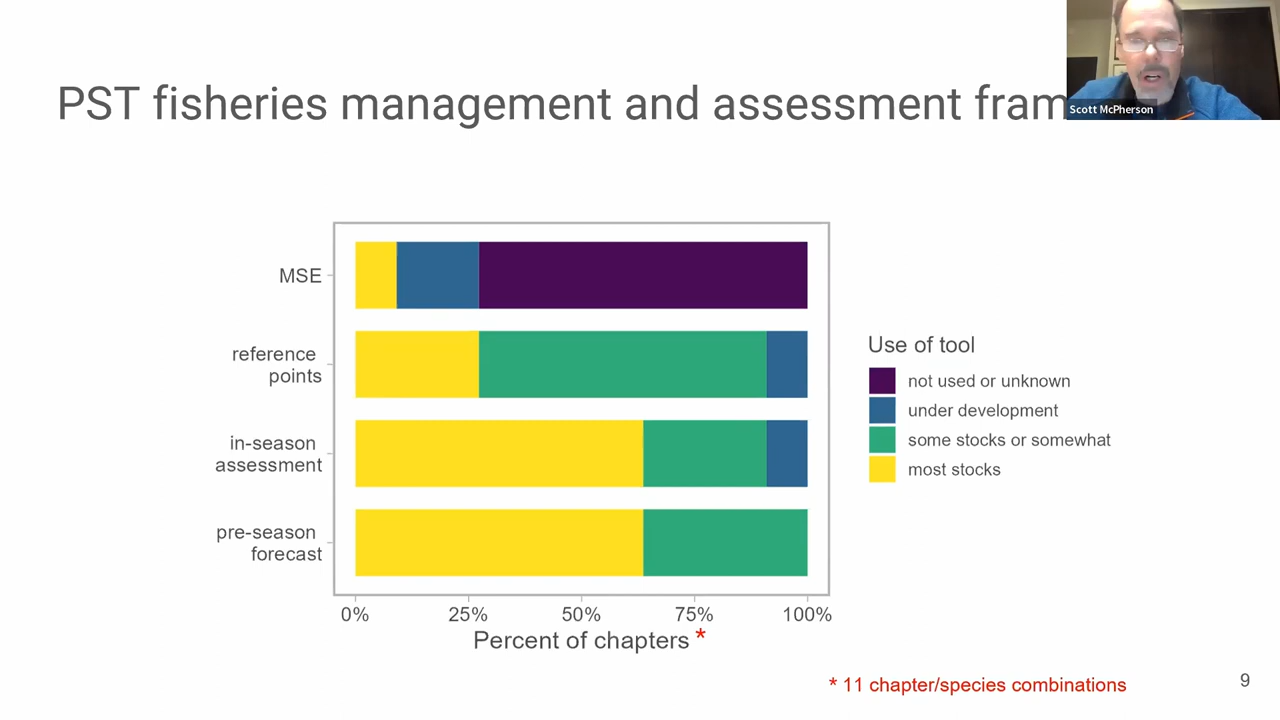 PST fisheries management and assessment fram
Scott McPherson
MSE
reference
points
in-season
assessment
pre-season
forecast
0% 25% 50% 75% 100%
Percent of chapters *
Use of tool
not used or unknown
under development
some stocks or somewhat
most stocks
* 11 chapter/species combinations
9